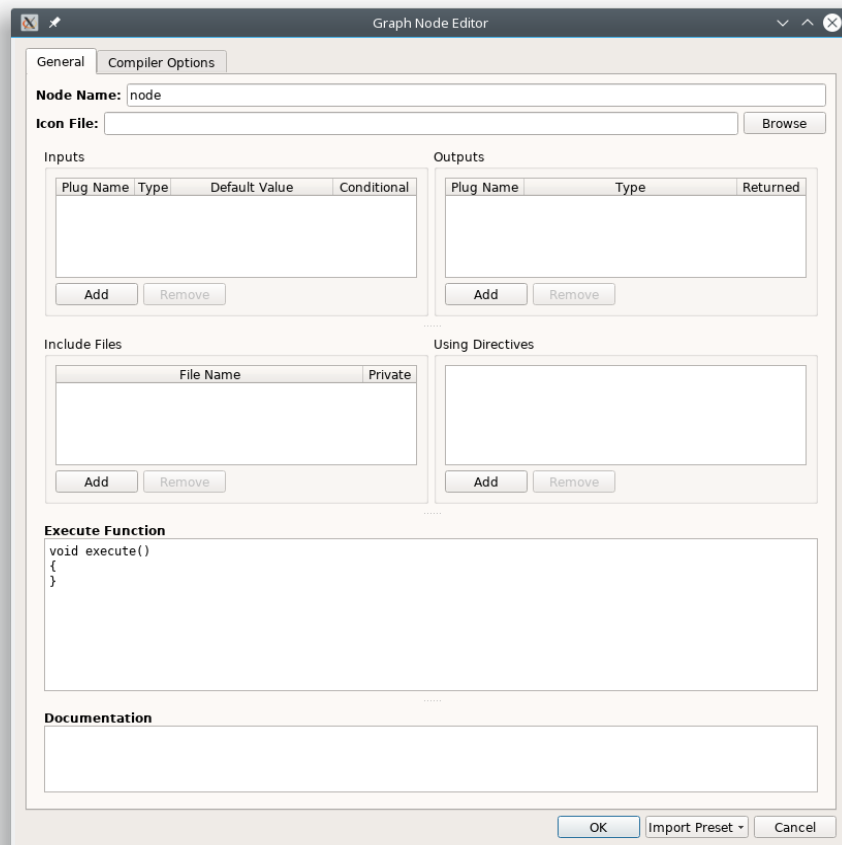 Graph Node Editor
General Compiler Options
Node Name: node
Icon File: Browse
Inputs Outputs
Plug Name Type Default Value Conditional Plug Name Type Returned
Add Remove Add Remove
Include Files Using Directives
File Name Private
Add Remove Add Remove
Execute Function
void execute()
{
}
Documentation
OK Import Preset Cancel